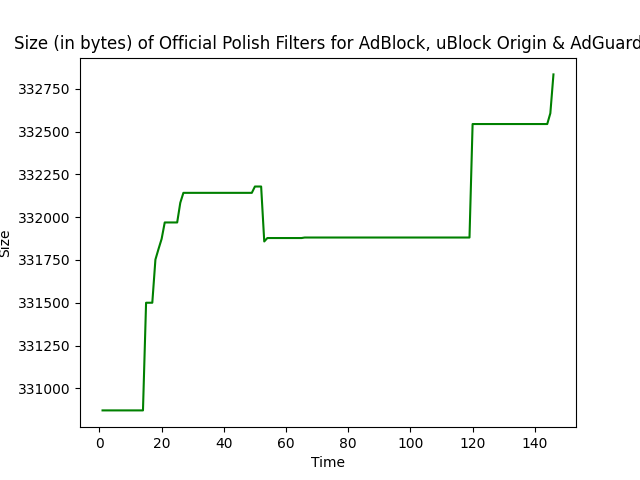 Size (in bytes) of Official Polish Filters for AdBlock, uBlock Origin & AdGuard
332750
332500
332250
332000
331750
331500
331250
331000
Size
0 20 40 60 80 100 120 140
Time